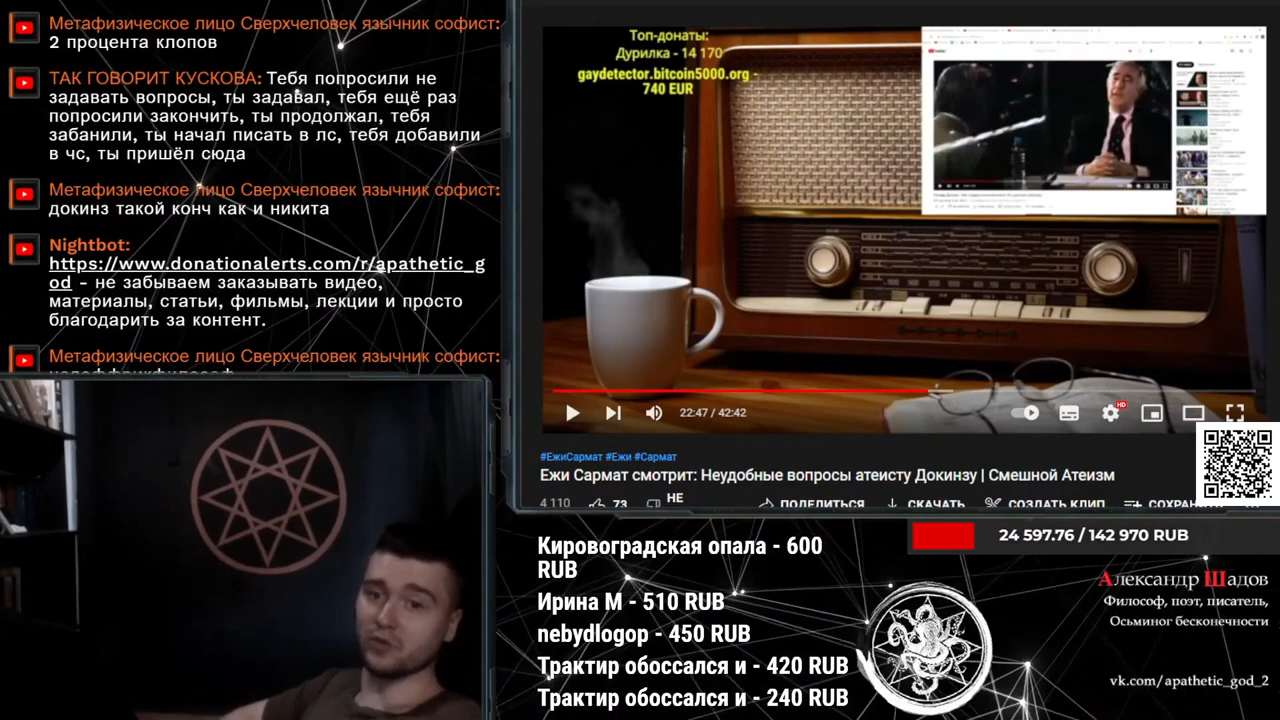 Метафизическое лицо Сверхчеловек язычник софист:
2 процента клопов
ТАК ГОВОРИТ КУСКОВА: Тебя попросили не
задавать вопросы, ты задавал, тебя ещё раз
попросили закончить, ты продолжал, тебя
забанили, ты начал писать в лс, тебя добавили
в чс, ты пришёл сюда
Метафизическое лицо Сверхчеловек язычник софист:
докинз такой конч как и никита
Nightbot:
https://www.donationalerts.com/r/apathetic_g
od - не забываем заказывать видео,
материалы, статьи, фильмы, лекции и просто
благодарить за контент.
Метафизическое лицо Сверхчеловек язычник софист:
Топ-донаты:
Дурилка - 14 170
gaydetector.bitcoin5000.org -
740 EUR
22:47 / 42:42
HD
#ЕжиСармат #Ежи #Сармат
Ежи Сармат смотрит: Неудобные вопросы атеисту Докинзу | Смешной Атеизм
4 110 73 НЕ ПОДЕЛИТЬСЯ СКАЧАТЬ СОЗДАТЬ КЛИП
24 597.76 / 142 970 RUB
Кировоградская опала - 600
RUB
Ирина М - 510 RUB
nebydlogop - 450 RUB
Трактир обоссался и - 420 RUB
Трактир обоссался и - 240 RUB
Александр Шадов
Философ, поэт, писатель,
Осьминог бесконечности
vk.com/apathetic_god_2